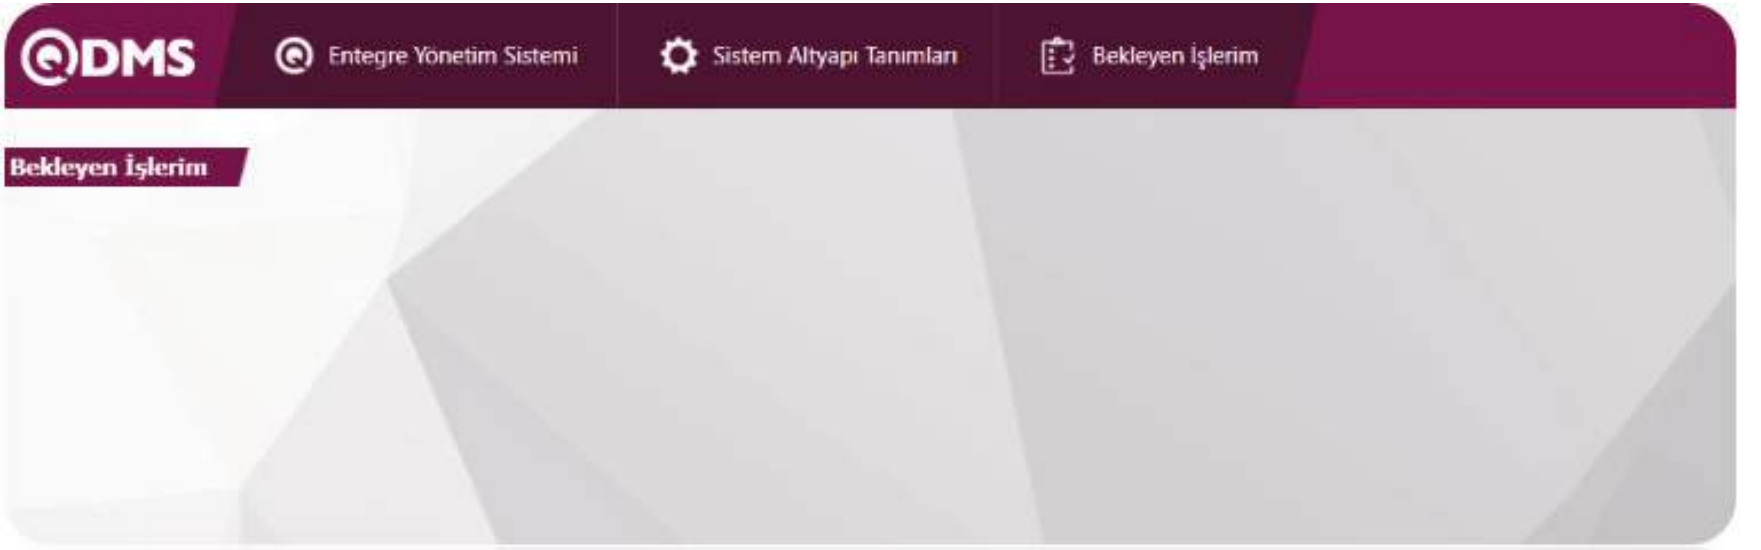 QDMS
Entegre Yönetim Sistemi
Sistem Altyapı Tanımları
Bekleyen İşlerim
Bekleyen İşlerim